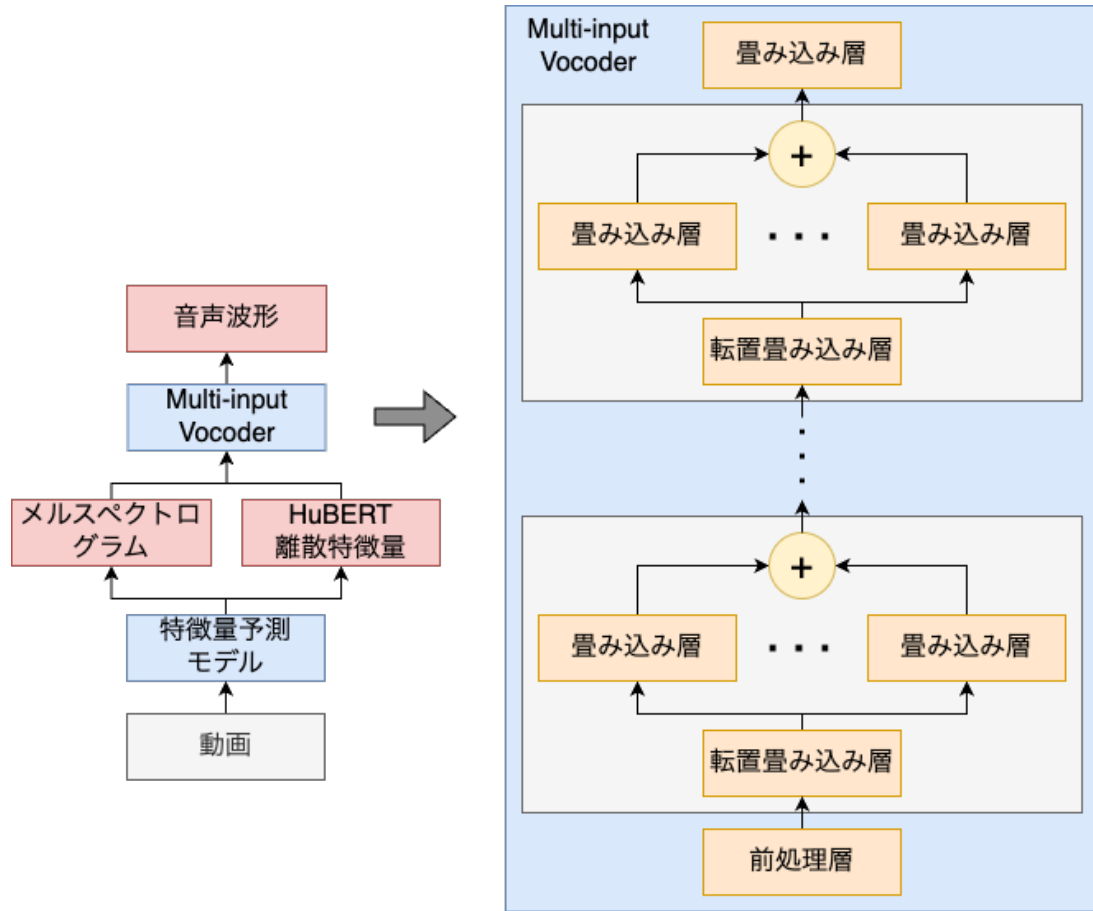 音声波形
Multi-input
Vocoder
メルスペクトロ
グラム
HuBERT
離散特徴量
特徴量予測
モデル
動画
Multi-input
Vocoder
畳み込み層
+
畳み込み層
・・・
畳み込み層
転置畳み込み層
・・・
+
畳み込み層
・・・
畳み込み層
転置畳み込み層
前処理層